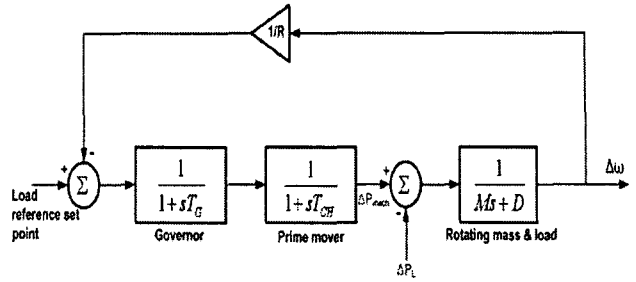 1/R
-
+
Σ
1
1+sT_G
1
1+sT_CH
+
Σ
-
1
Ms+D
Δω
Load
reference set
point
Governor
Prime mover
ΔP_mech
Rotating mass & load
ΔP_L